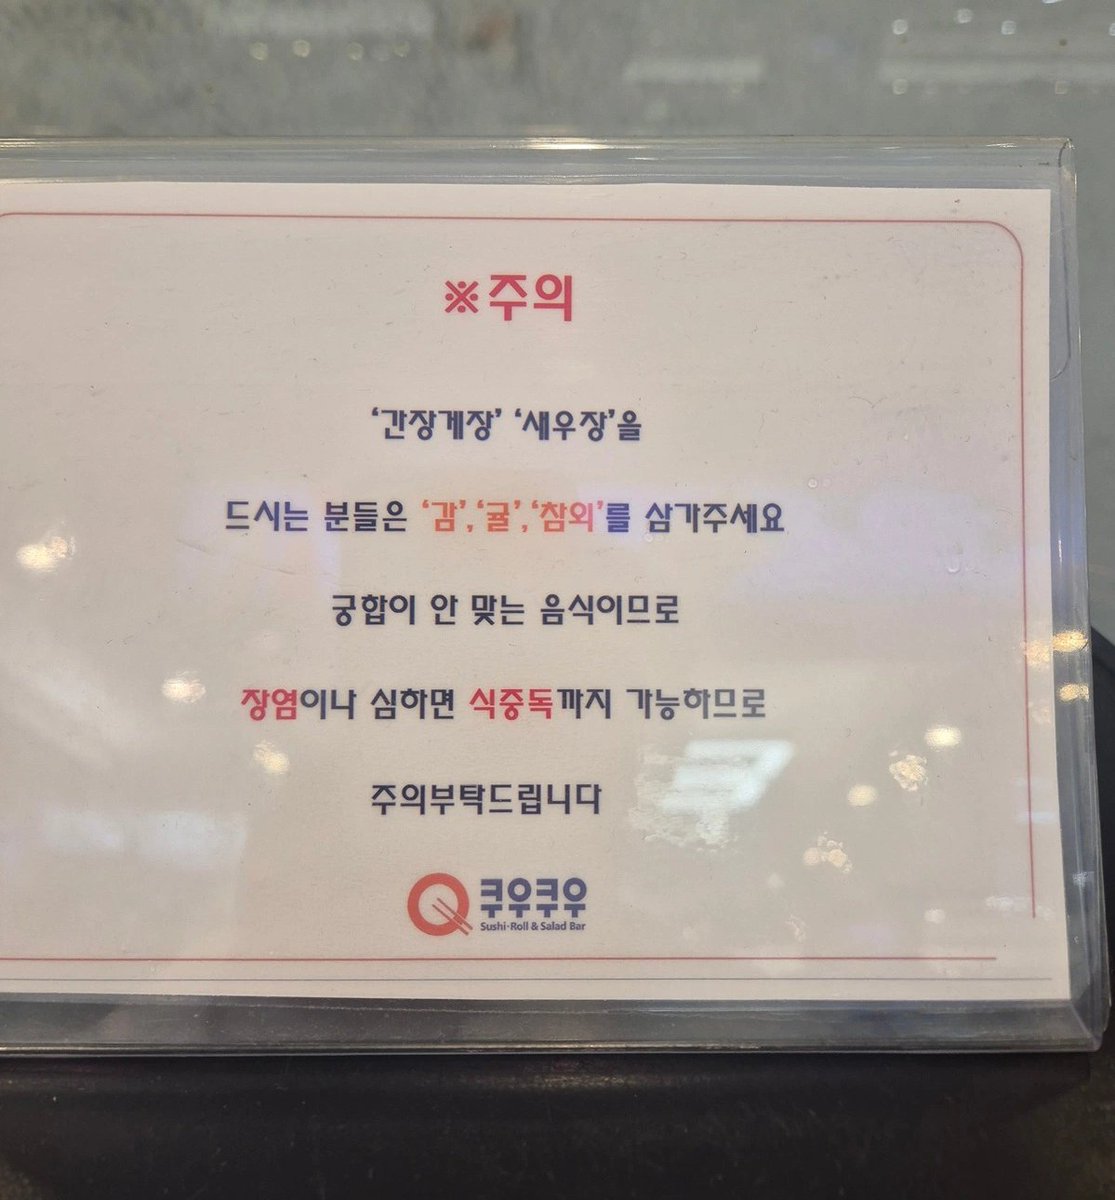 ※주의
‘간장게장’ ‘새우장’을
드시는 분들은 ‘감’,‘귤’,‘참외’를 삼가주세요
궁합이 안 맞는 음식이므로
장염이나 심하면 식중독까지 가능하므로
주의부탁드립니다
쿠우쿠우
Sushi·Roll & Salad Bar